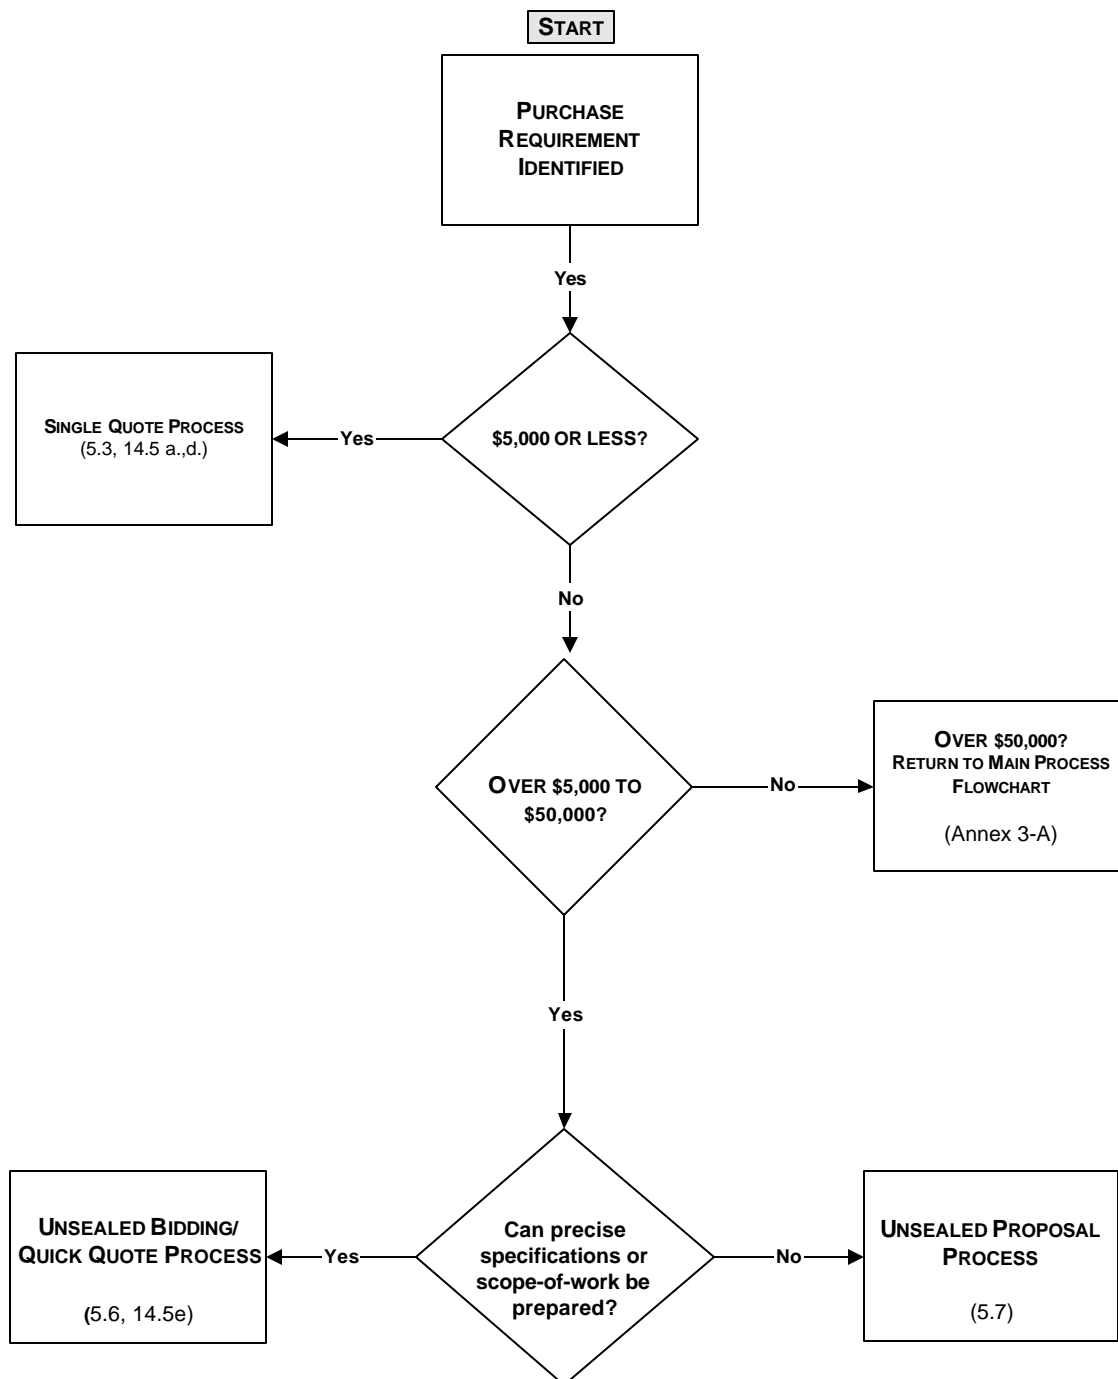 START
PURCHASE
REQUIREMENT
IDENTIFIED
Yes
$5,000 OR LESS?
Yes
SINGLE QUOTE PROCESS
(5.3, 14.5 a.,d.)
No
OVER $5,000 TO
$50,000?
No
OVER $50,000?
RETURN TO MAIN PROCESS
FLOWCHART
(Annex 3-A)
Yes
Can precise
specifications or
scope-of-work be
prepared?
Yes
UNSEALED BIDDING/
QUICK QUOTE PROCESS
(5.6, 14.5e)
No
UNSEALED PROPOSAL
PROCESS
(5.7)